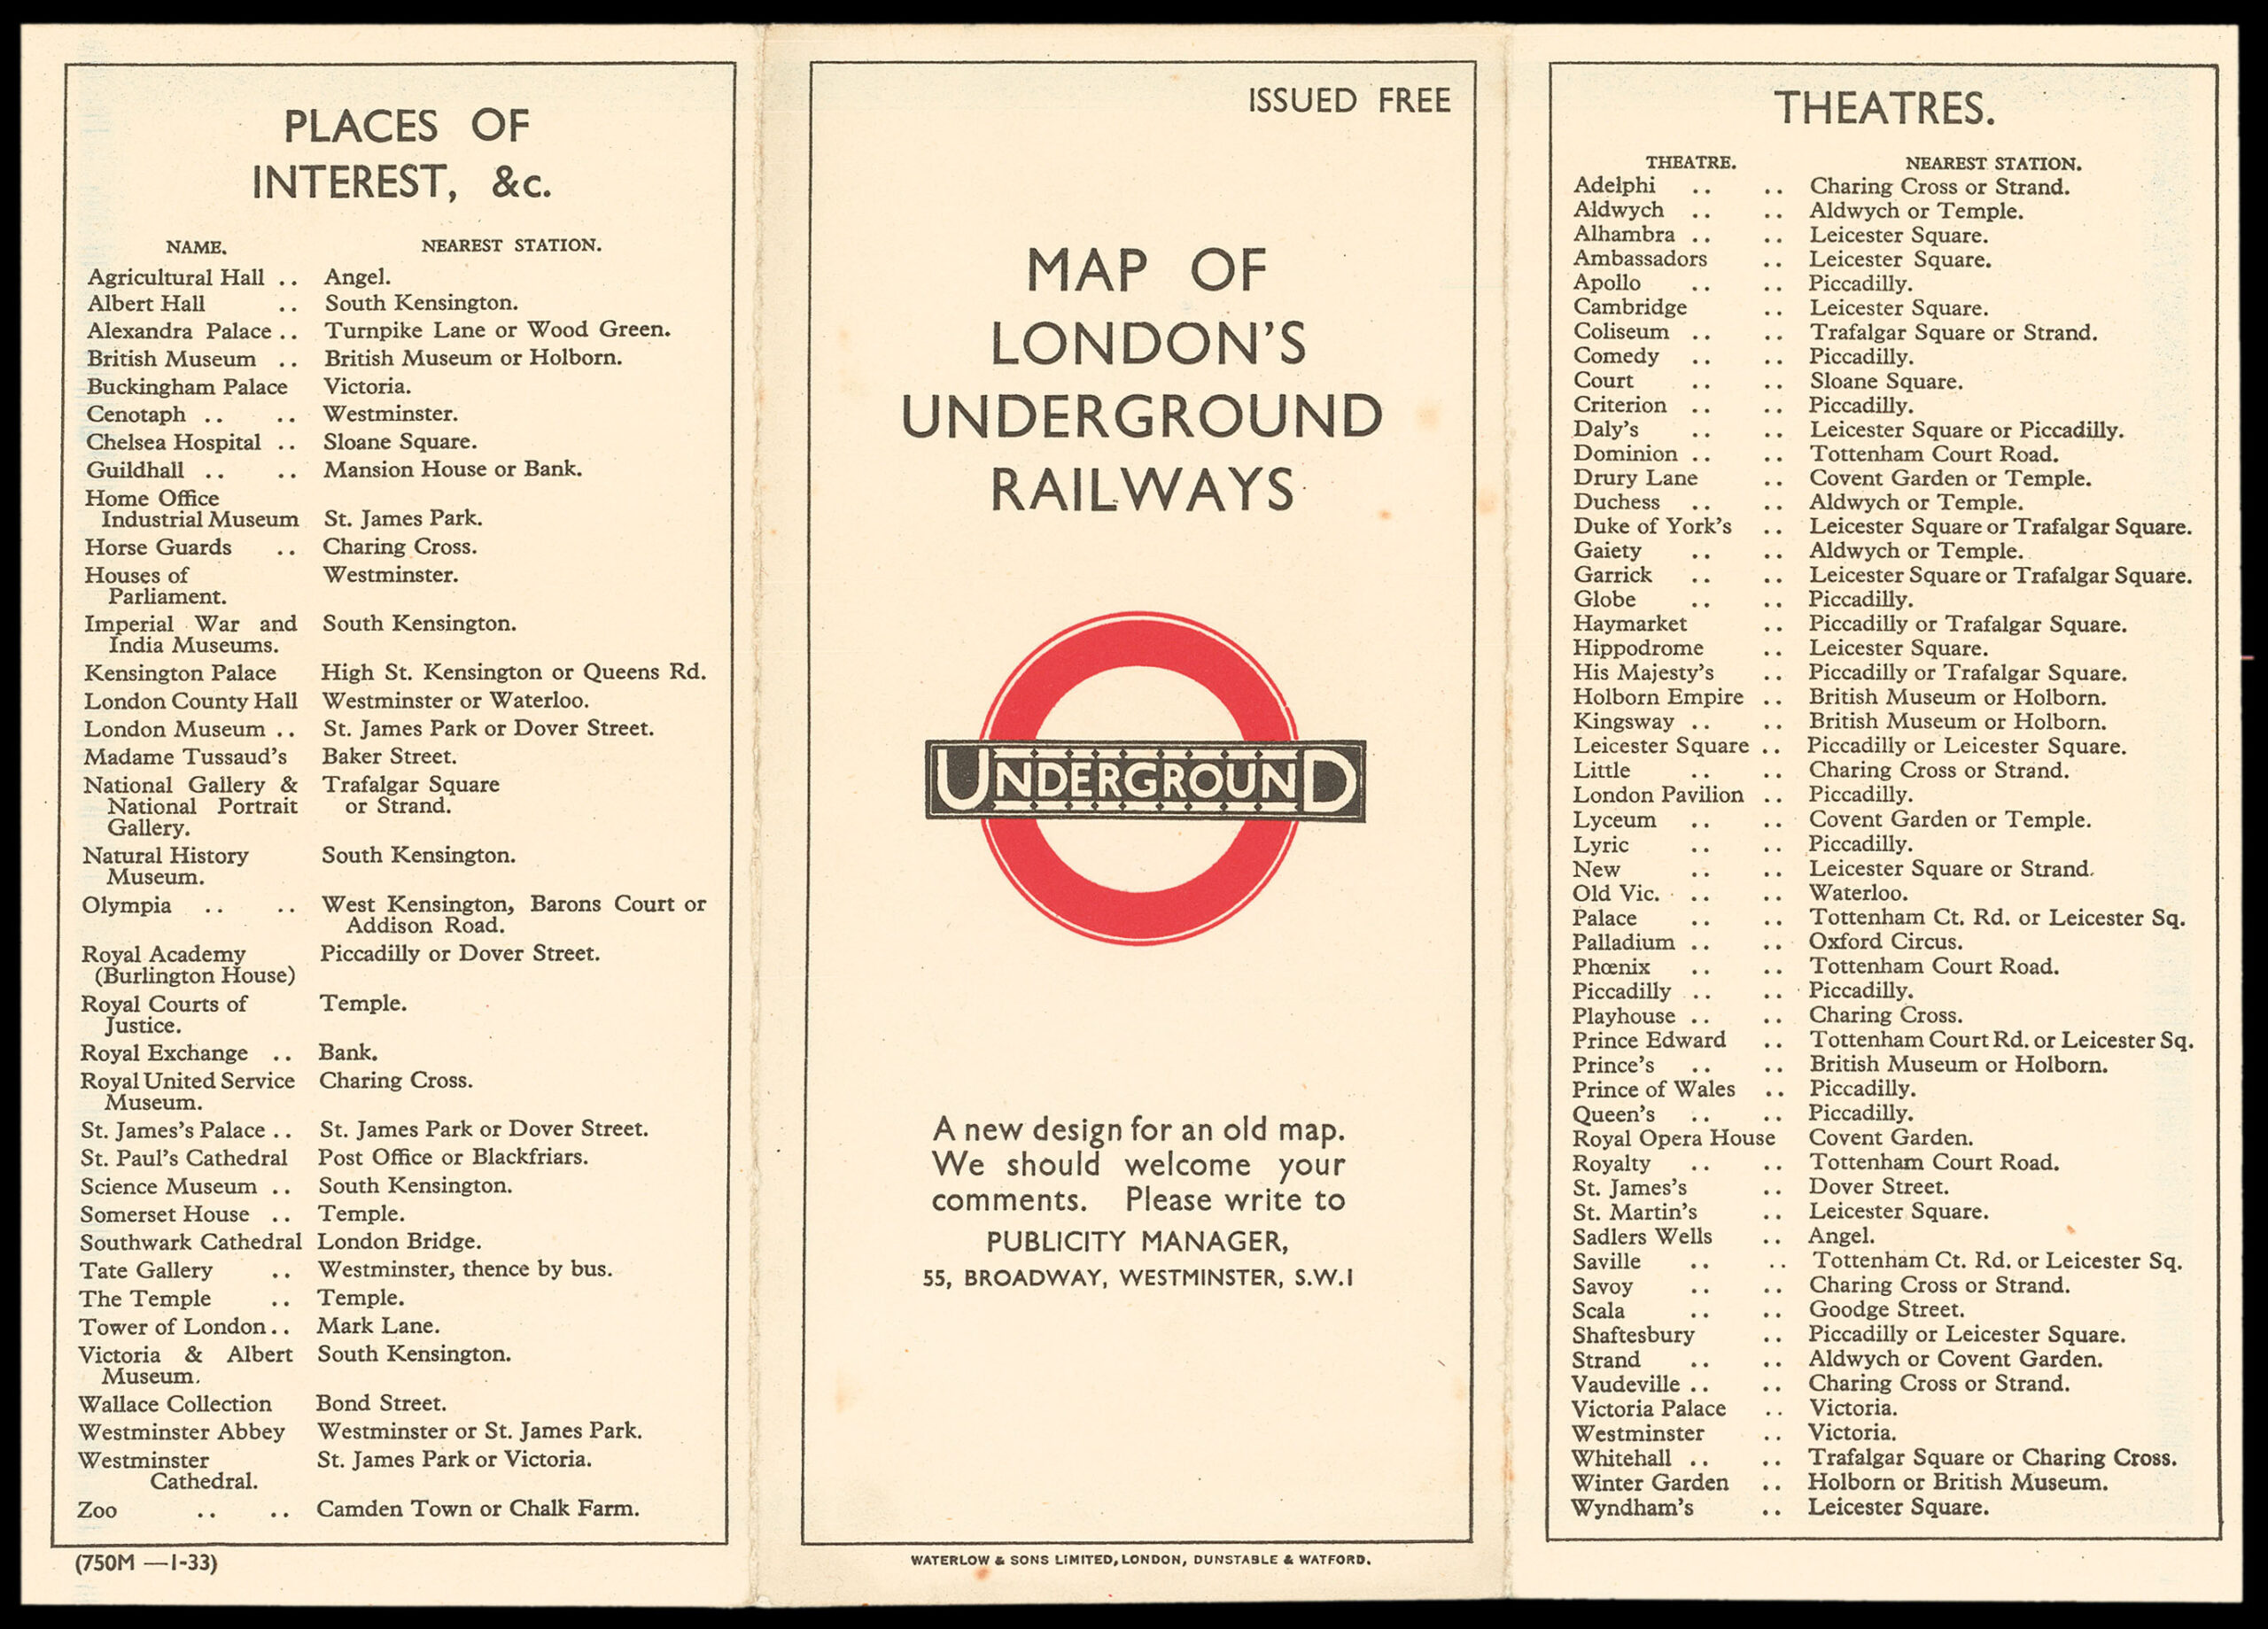 PLACES OF
INTEREST, &c.
NAME. NEAREST STATION.
Agricultural Hall .. Angel.
Albert Hall .. South Kensington.
Alexandra Palace .. Turnpike Lane or Wood Green.
British Museum .. British Museum or Holborn.
Buckingham Palace Victoria.
Cenotaph .. .. Westminster.
Chelsea Hospital .. Sloane Square.
Guildhall .. .. Mansion House or Bank.
Home Office
Industrial Museum St. James Park.
Horse Guards .. Charing Cross.
Houses of Westminster.
Parliament.
Imperial War and South Kensington.
India Museums.
Kensington Palace High St. Kensington or Queens Rd.
London County Hall Westminster or Waterloo.
London Museum .. St. James Park or Dover Street.
Madame Tussaud's Baker Street.
National Gallery & Trafalgar Square
National Portrait or Strand.
Gallery.
Natural History South Kensington.
Museum.
Olympia .. .. West Kensington, Barons Court or
Addison Road.
Royal Academy Piccadilly or Dover Street.
(Burlington House)
Royal Courts of Temple.
Justice.
Royal Exchange .. Bank.
Royal United Service Charing Cross.
Museum.
St. James's Palace .. St. James Park or Dover Street.
St. Paul's Cathedral Post Office or Blackfriars.
Science Museum .. South Kensington.
Somerset House .. Temple.
Southwark Cathedral London Bridge.
Tate Gallery .. Westminster, thence by bus.
The Temple .. Temple.
Tower of London .. Mark Lane.
Victoria & Albert South Kensington.
Museum.
Wallace Collection Bond Street.
Westminster Abbey Westminster or St. James Park.
Westminster St. James Park or Victoria.
Cathedral.
Zoo .. .. Camden Town or Chalk Farm.
(750M —1-33)
ISSUED FREE
MAP OF
LONDON'S
UNDERGROUND
RAILWAYS
UNDERGROUND
A new design for an old map.
We should welcome your
comments. Please write to
PUBLICITY MANAGER,
55, BROADWAY, WESTMINSTER, S.W.1
WATERLOW & SONS LIMITED, LONDON, DUNSTABLE & WATFORD.
THEATRES.
THEATRE. NEAREST STATION.
Adelphi .. .. Charing Cross or Strand.
Aldwych .. .. Aldwych or Temple.
Alhambra .. .. Leicester Square.
Ambassadors .. Leicester Square.
Apollo .. .. Piccadilly.
Cambridge .. Leicester Square.
Coliseum .. .. Trafalgar Square or Strand.
Comedy .. .. Piccadilly.
Court .. .. Sloane Square.
Criterion .. .. Piccadilly.
Daly's .. .. Leicester Square or Piccadilly.
Dominion .. .. Tottenham Court Road.
Drury Lane .. Covent Garden or Temple.
Duchess .. .. Aldwych or Temple.
Duke of York's .. Leicester Square or Trafalgar Square.
Gaiety .. .. Aldwych or Temple.
Garrick .. .. Leicester Square or Trafalgar Square.
Globe .. .. Piccadilly.
Haymarket .. Piccadilly or Trafalgar Square.
Hippodrome .. Leicester Square.
His Majesty's .. Piccadilly or Trafalgar Square.
Holborn Empire .. British Museum or Holborn.
Kingsway .. .. British Museum or Holborn.
Leicester Square .. Piccadilly or Leicester Square.
Little .. .. Charing Cross or Strand.
London Pavilion .. Piccadilly.
Lyceum .. .. Covent Garden or Temple.
Lyric .. .. Piccadilly.
New .. .. Leicester Square or Strand.
Old Vic. .. .. Waterloo.
Palace .. .. Tottenham Ct. Rd. or Leicester Sq.
Palladium .. .. Oxford Circus.
Phœnix .. .. Tottenham Court Road.
Piccadilly .. .. Piccadilly.
Playhouse .. .. Charing Cross.
Prince Edward .. Tottenham Court Rd. or Leicester Sq.
Prince's .. .. British Museum or Holborn.
Prince of Wales .. Piccadilly.
Queen's .. .. Piccadilly.
Royal Opera House Covent Garden.
Royalty .. .. Tottenham Court Road.
St. James's .. Dover Street.
St. Martin's .. Leicester Square.
Sadlers Wells .. Angel.
Saville .. .. Tottenham Ct. Rd. or Leicester Sq.
Savoy .. .. Charing Cross or Strand.
Scala .. .. Goodge Street.
Shaftesbury .. Piccadilly or Leicester Square.
Strand .. .. Aldwych or Covent Garden.
Vaudeville .. .. Charing Cross or Strand.
Victoria Palace .. Victoria.
Westminster .. Victoria.
Whitehall .. .. Trafalgar Square or Charing Cross.
Winter Garden .. Holborn or British Museum.
Wyndham's .. Leicester Square.